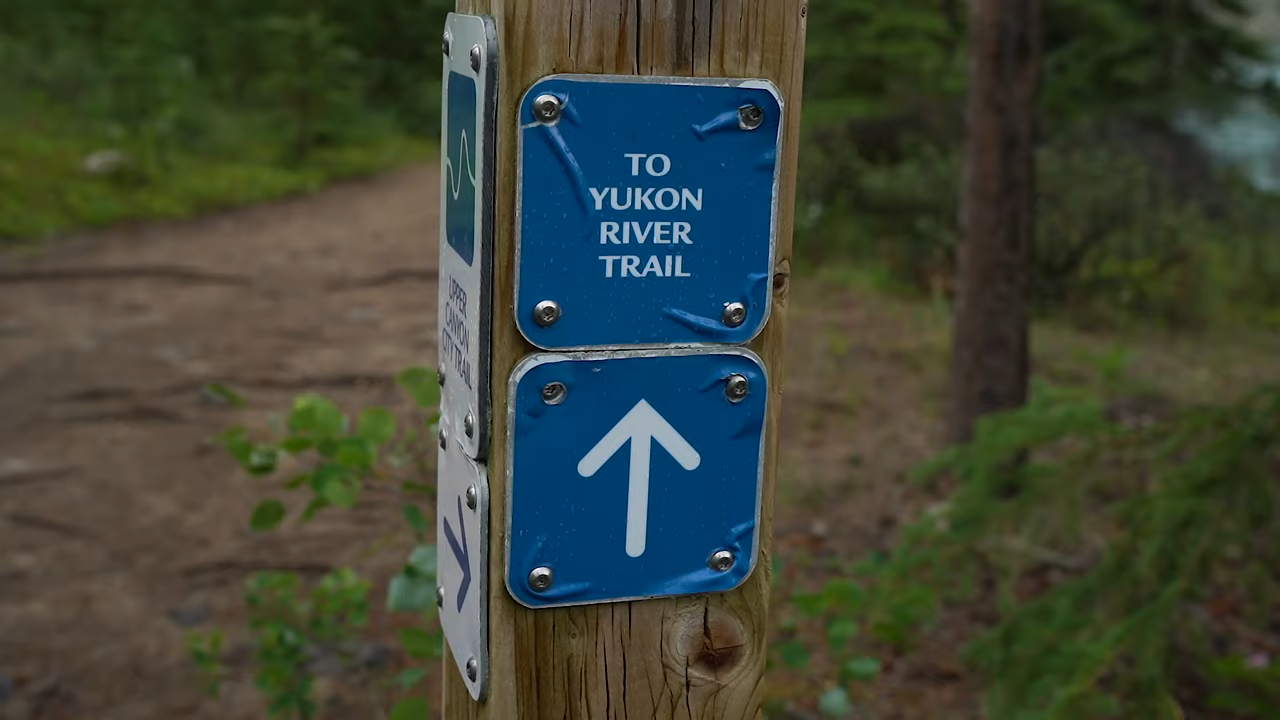 TO
YUKON
RIVER
TRAIL
UPPER
CANYON
CITY TRAIL